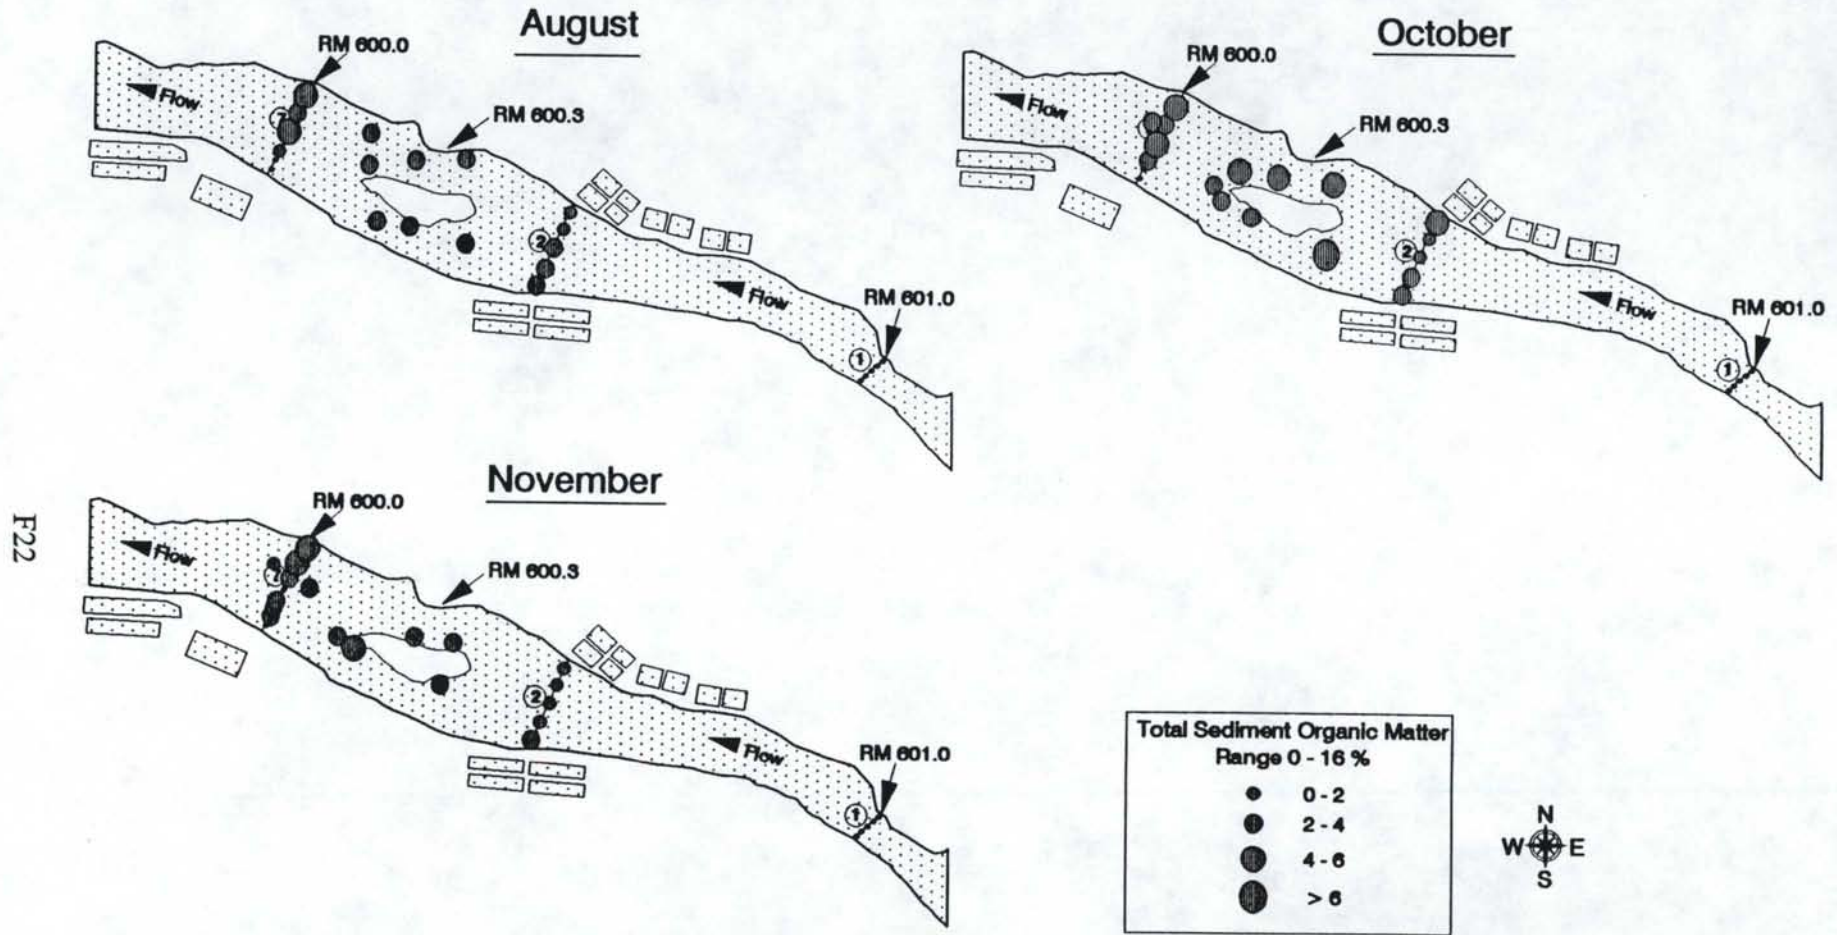 August
RM 600.0
RM 600.3
Flow
7
2
Flow
RM 601.0
1
October
RM 600.0
RM 600.3
Flow
2
Flow
RM 601.0
1
November
RM 600.0
RM 600.3
Flow
7
2
Flow
RM 601.0
1
F22
Total Sediment Organic Matter
Range 0 - 16 %
0 - 2
2 - 4
4 - 6
> 6
N
W E
S